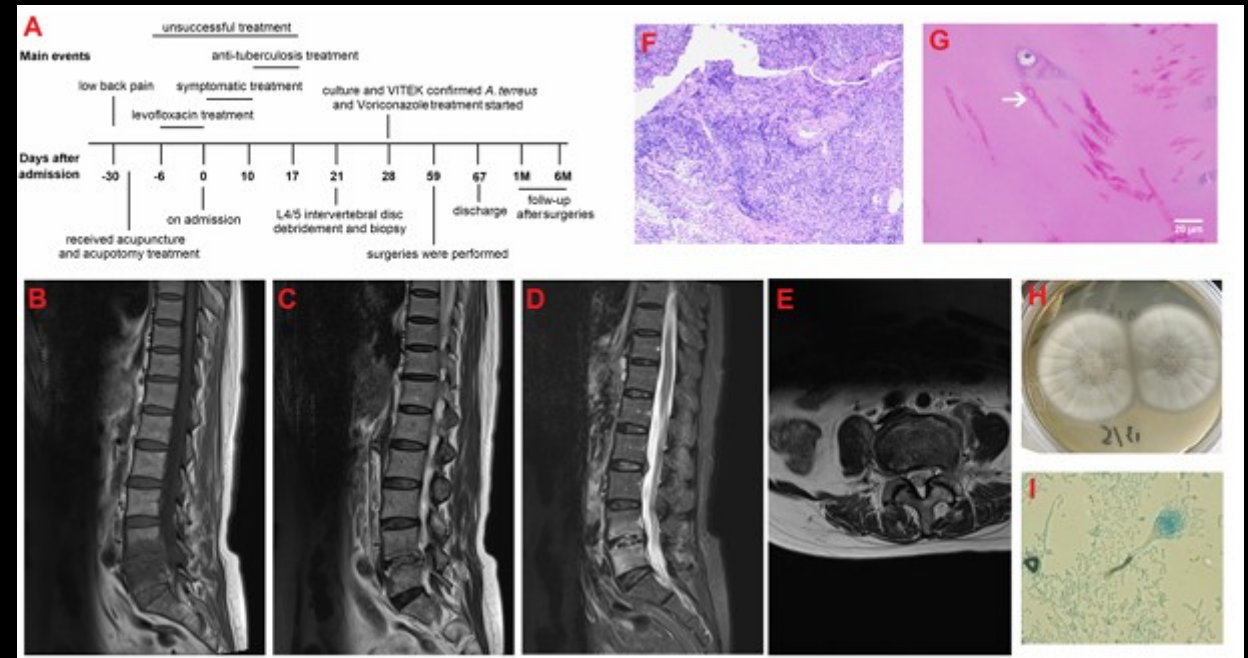 A
unsuccessful treatment
Main events
anti-tuberculosis treatment
low back pain
symptomatic treatment
culture and VITEK confirmed A. terreus
and Voriconazole treatment started
levofloxacin treatment
Days after
admission
-30 -6 0 10 17 21 28 59 67 1M 6M
on admission
L4/5 intervertebral disc
debridement and biopsy
discharge
follw-up
after surgeries
received acupuncture
and acupotomy treatment
surgeries were performed
F
G
20 μm
B
C
D
E
H
I